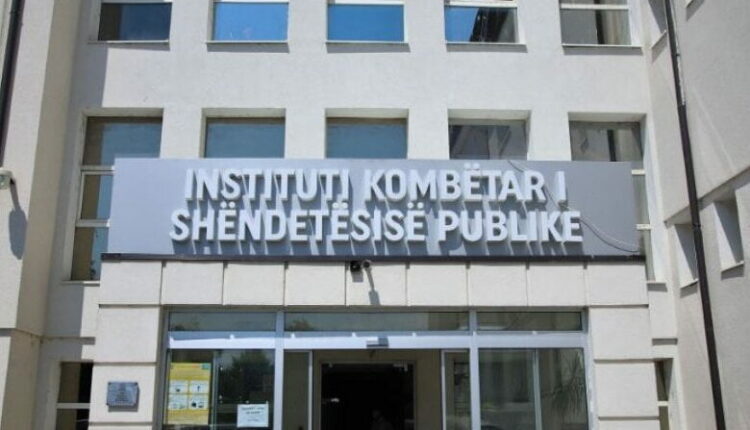 INSTITUTI KOMBËTAR I
SHËNDETËSISË PUBLIKE